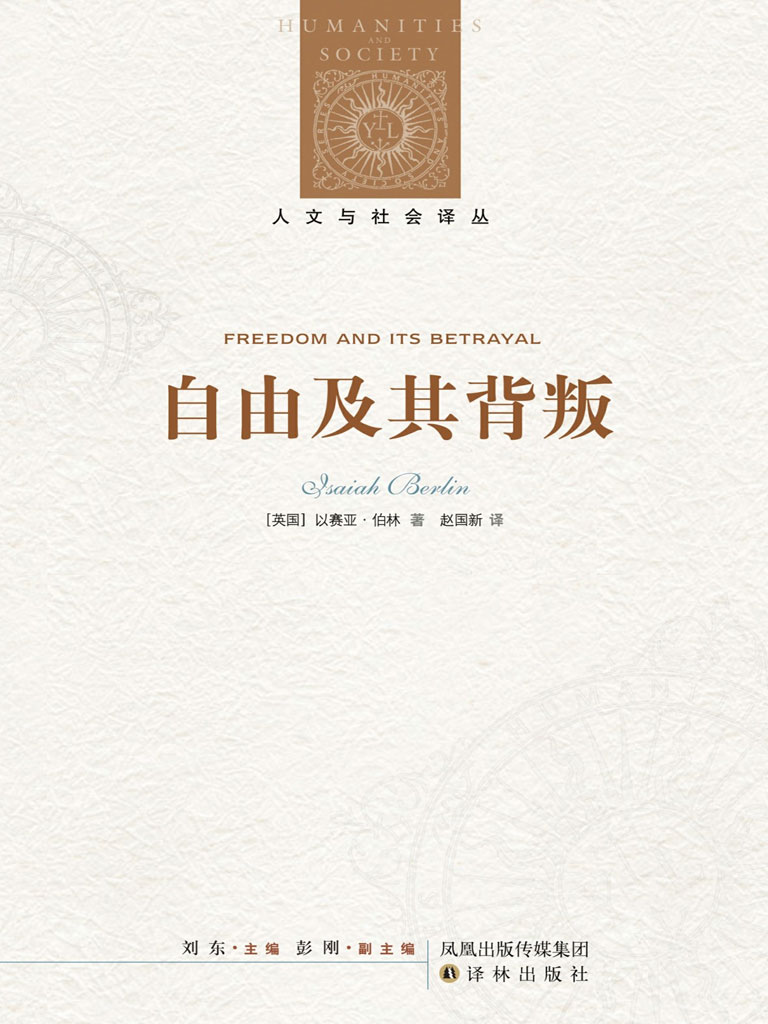 HUMANITIES
AND
SOCIETY
YL
人文与社会译丛
FREEDOM AND ITS BETRAYAL
自由及其背叛
Isaiah Berlin
[英国] 以赛亚·伯林 著 赵国新 译
刘东·主编 彭刚·副主编
凤凰出版传媒集团
译林出版社